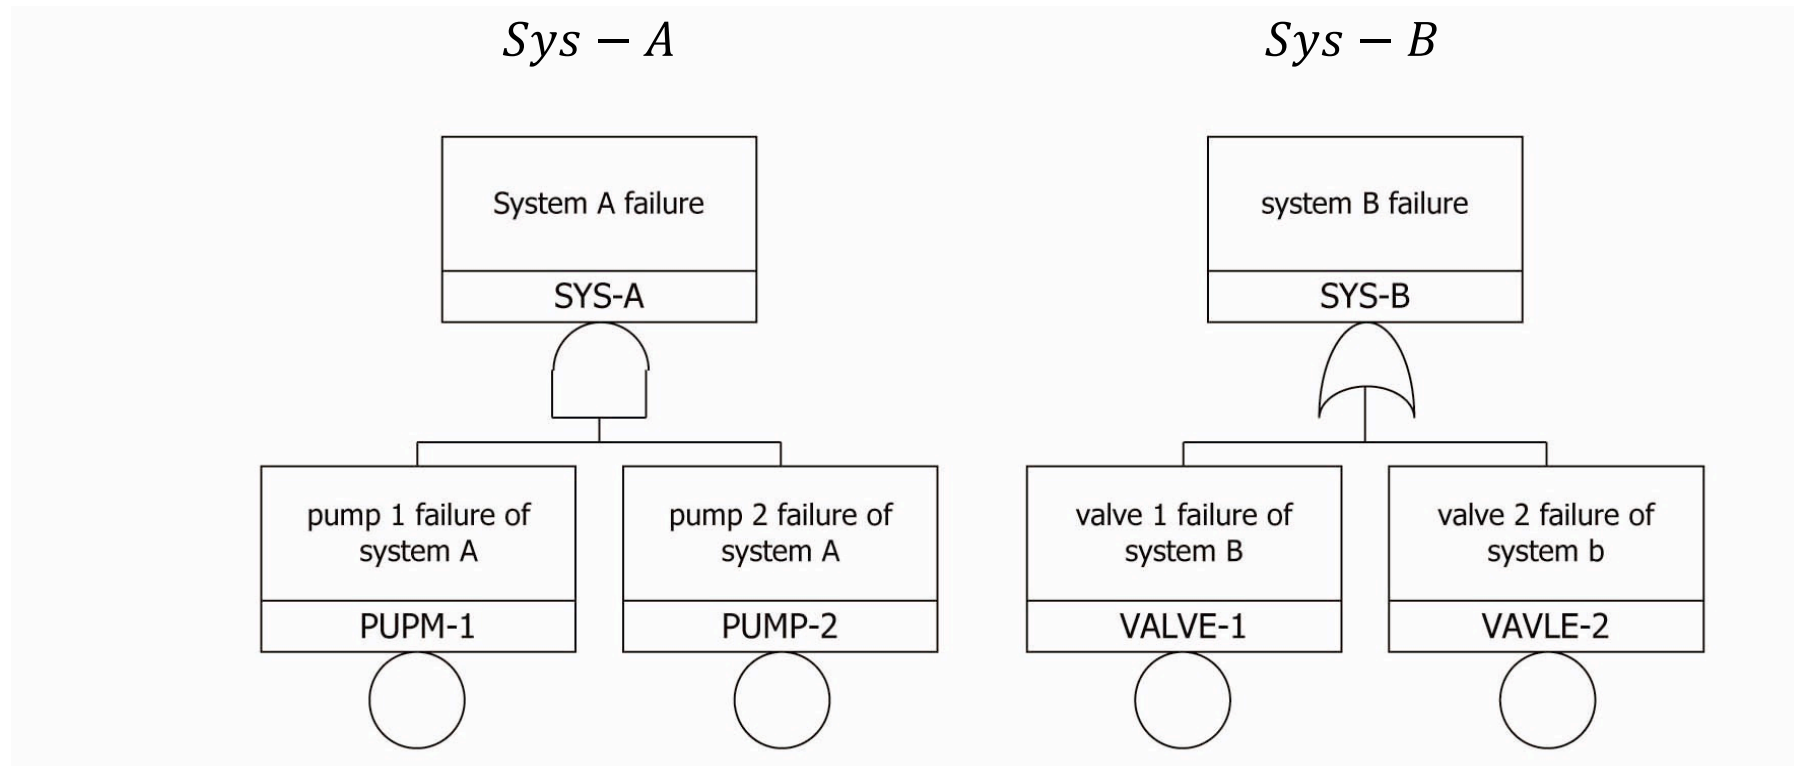 Sys − A
Sys − B
System A failure
SYS-A
system B failure
SYS-B
pump 1 failure of
system A
PUPM-1
pump 2 failure of
system A
PUMP-2
valve 1 failure of
system B
VALVE-1
valve 2 failure of
system b
VAVLE-2